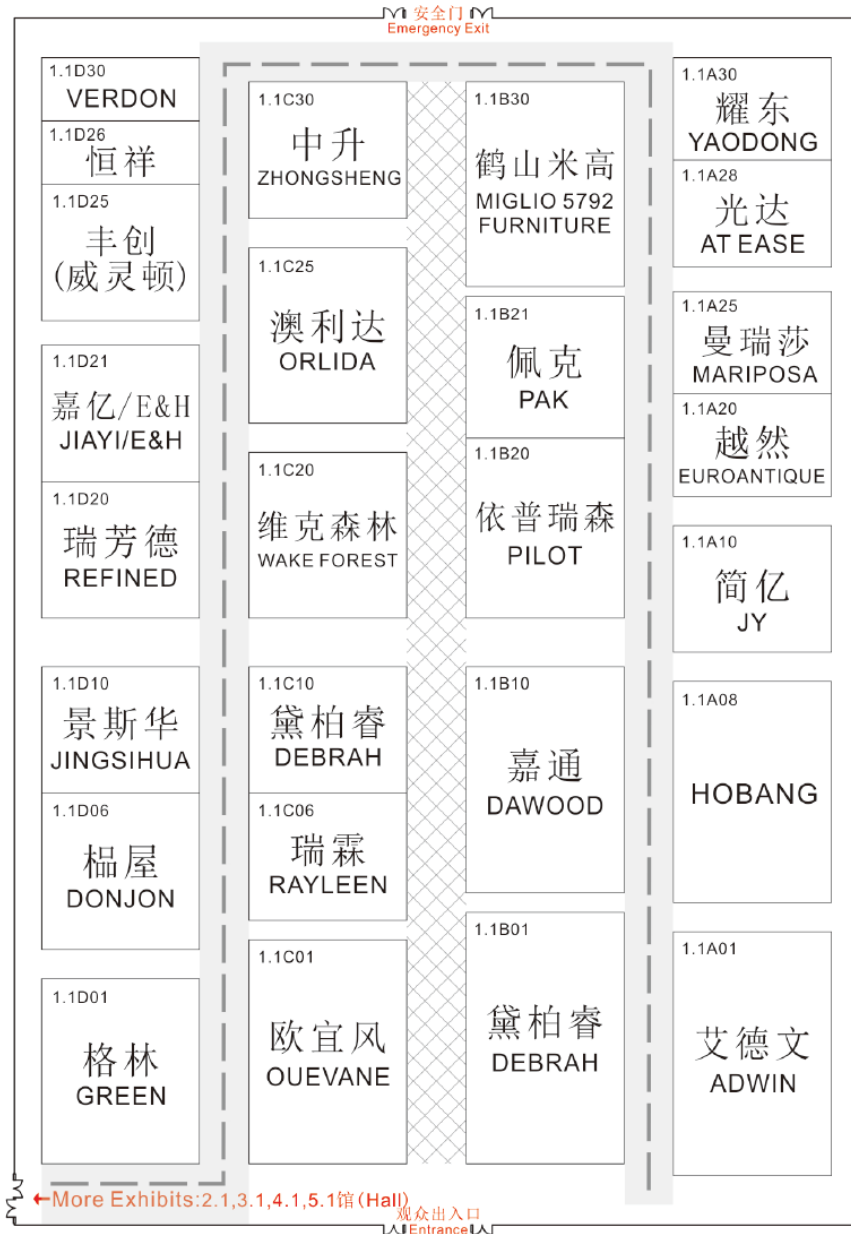 安全门
Emergency Exit
1.1D30
VERDON
1.1D26
恒祥
1.1D25
丰创
(威灵顿)
1.1D21
嘉亿/E&H
JIAYI/E&H
1.1D20
瑞芳德
REFINED
1.1D10
景斯华
JINGSIHUA
1.1D06
榀屋
DONJON
1.1D01
格林
GREEN
1.1C30
中升
ZHONGSHENG
1.1C25
澳利达
ORLIDA
1.1C20
维克森林
WAKE FOREST
1.1C10
黛柏睿
DEBRAH
1.1C06
瑞霖
RAYLEEN
1.1C01
欧宜风
OUEVANE
1.1B30
鹤山米高
MIGLIO 5792
FURNITURE
1.1B21
佩克
PAK
1.1B20
依普瑞森
PILOT
1.1B10
嘉通
DAWOOD
1.1B01
黛柏睿
DEBRAH
1.1A30
耀东
YAODONG
1.1A28
光达
AT EASE
1.1A25
曼瑞莎
MARIPOSA
1.1A20
越然
EUROANTIQUE
1.1A10
简亿
JY
1.1A08
HOBANG
1.1A01
艾德文
ADWIN
←More Exhibits:2.1,3.1,4.1,5.1馆(Hall)
观众出入口
Entrance